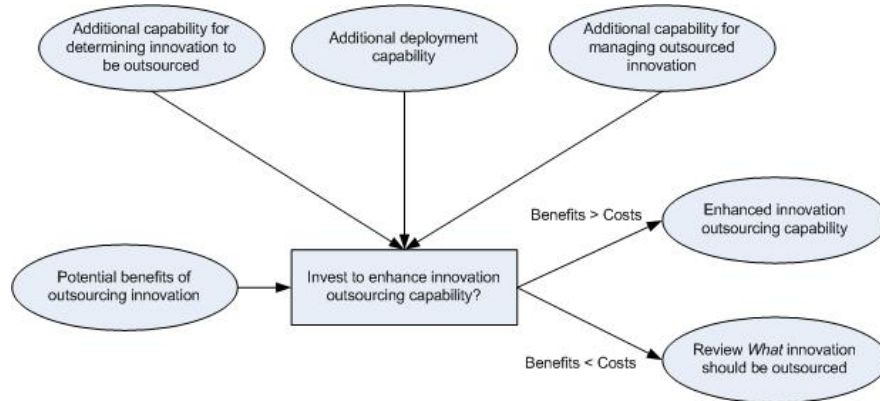 Additional capability for
determining innovation to
be outsourced
Additional deployment
capability
Additional capability for
managing outsourced
innovation
Benefits > Costs
Enhanced innovation
outsourcing capability
Potential benefits of
outsourcing innovation
Invest to enhance innovation
outsourcing capability?
Benefits < Costs
Review What innovation
should be outsourced